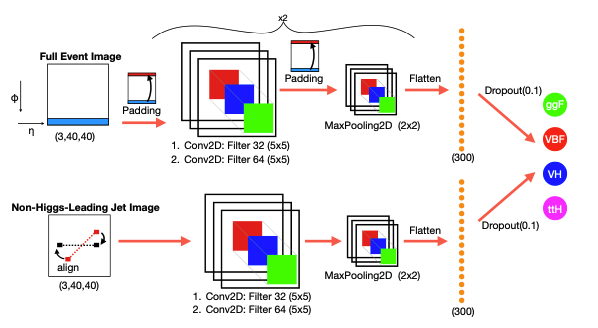 x2
Full Event Image
Φ
η
(3,40,40)
Padding
Padding
1. Conv2D: Filter 32 (5x5)
2. Conv2D: Filter 64 (5x5)
MaxPooling2D (2x2)
Flatten
(300)
Dropout(0.1)
ggF
VBF
VH
ttH
Non-Higgs-Leading Jet Image
align
(3,40,40)
1. Conv2D: Filter 32 (5x5)
2. Conv2D: Filter 64 (5x5)
MaxPooling2D (2x2)
Flatten
(300)
Dropout(0.1)